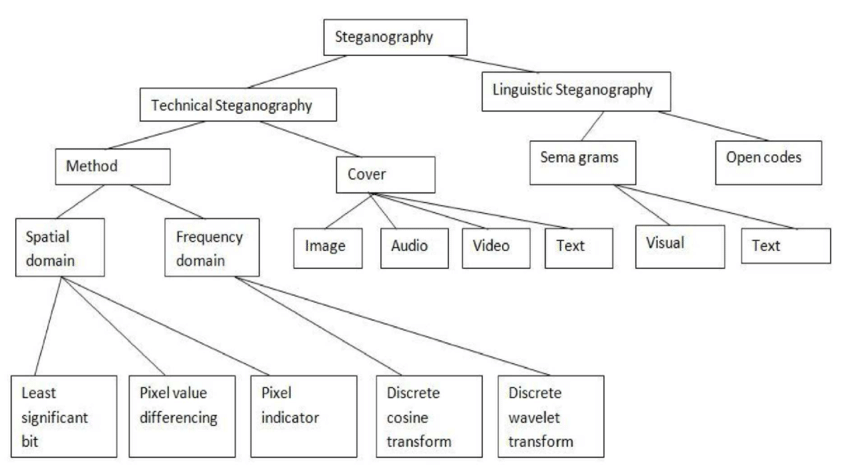 Steganography
Technical Steganography
Linguistic Steganography
Method
Cover
Sema grams
Open codes
Spatial
domain
Frequency
domain
Image
Audio
Video
Text
Visual
Text
Least
significant
bit
Pixel value
differencing
Pixel
indicator
Discrete
cosine
transform
Discrete
wavelet
transform